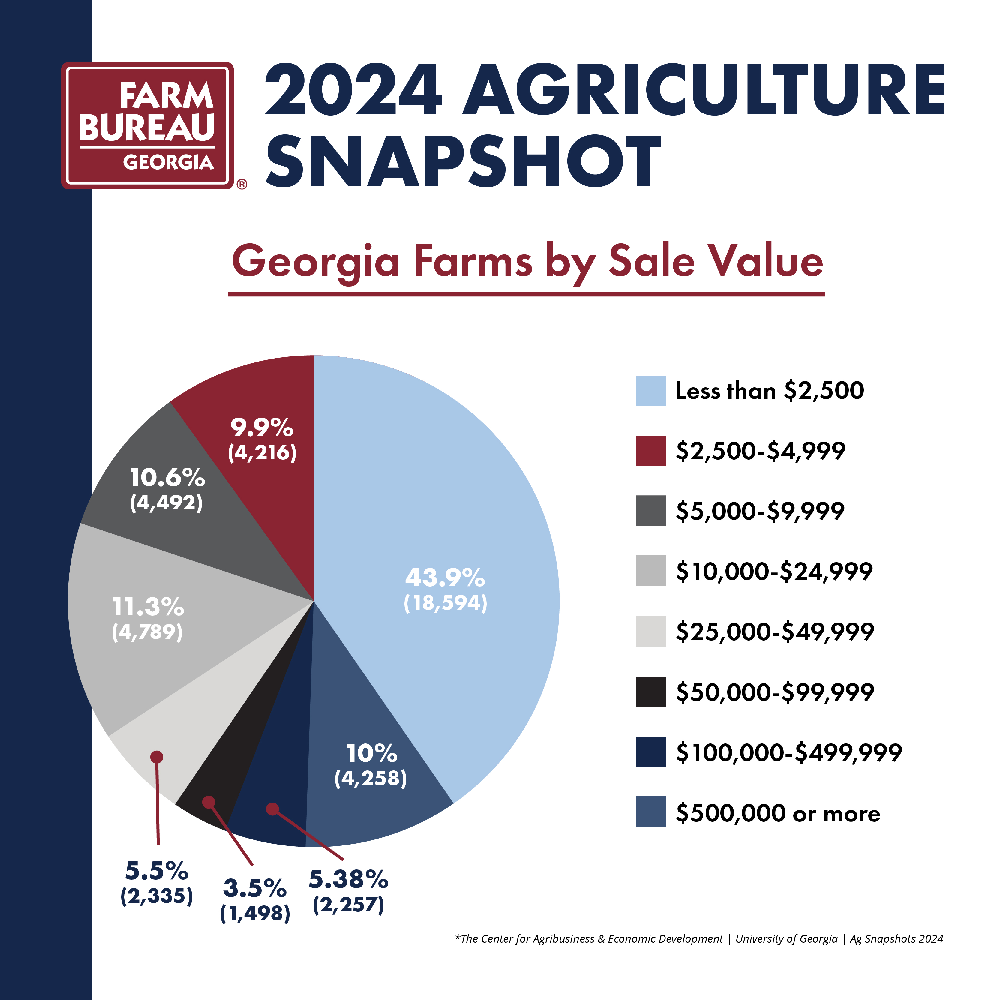 FARM
BUREAU
GEORGIA
®
2024 AGRICULTURE
SNAPSHOT
Georgia Farms by Sale Value
9.9%
(4,216)
10.6%
(4,492)
11.3%
(4,789)
43.9%
(18,594)
10%
(4,258)
5.5%
(2,335)
3.5%
(1,498)
5.38%
(2,257)
Less than $2,500
$2,500-$4,999
$5,000-$9,999
$10,000-$24,999
$25,000-$49,999
$50,000-$99,999
$100,000-$499,999
$500,000 or more
*The Center for Agribusiness & Economic Development | University of Georgia | Ag Snapshots 2024